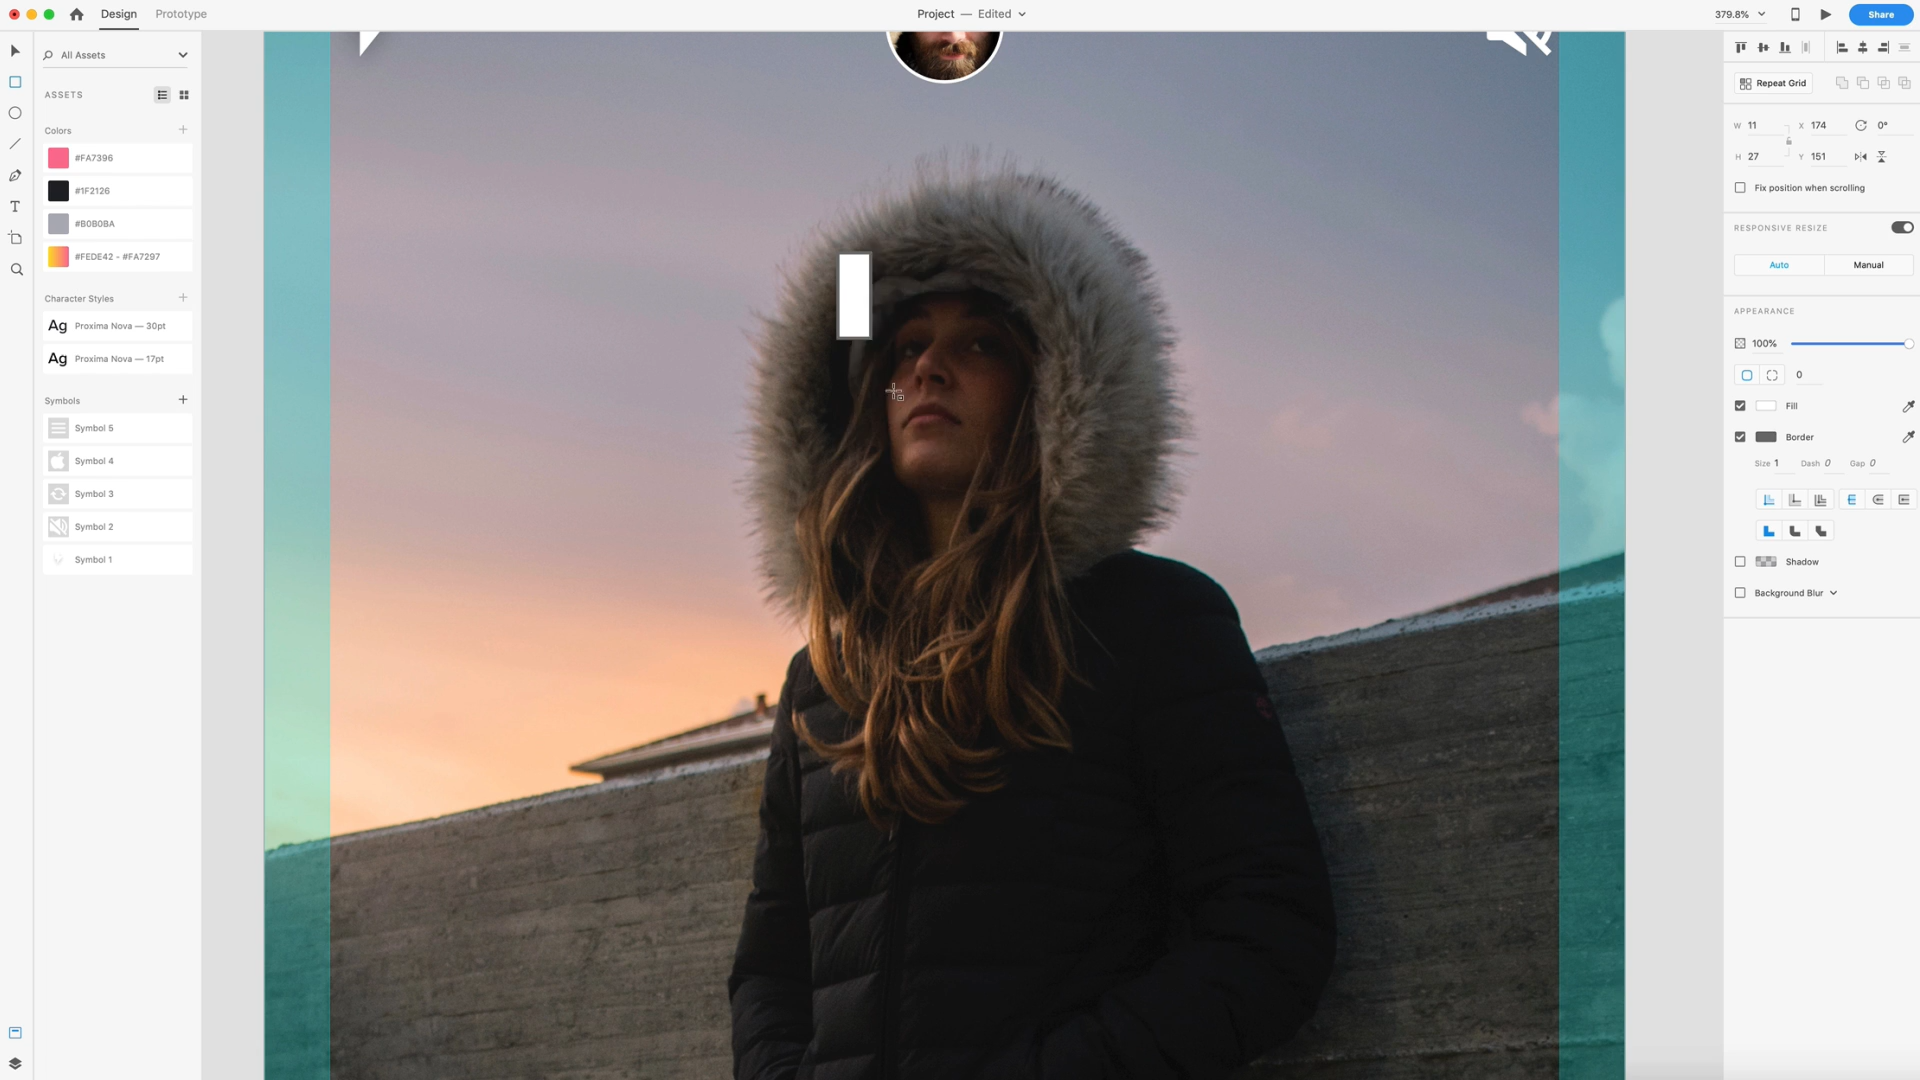 Design
Prototype
Project — Edited
379.8%
Share
All Assets
ASSETS
Colors
#FA7396
#1F2126
#B0B0BA
#FEDE42 - #FA7297
Character Styles
Ag Proxima Nova — 30pt
Ag Proxima Nova — 17pt
Symbols
Symbol 5
Symbol 4
Symbol 3
Symbol 2
Symbol 1
Repeat Grid
W 11 X 174 0°
H 27 Y 151
Fix position when scrolling
RESPONSIVE RESIZE
Auto Manual
APPEARANCE
100%
0
Fill
Border
Size 1 Dash 0 Gap 0
Shadow
Background Blur